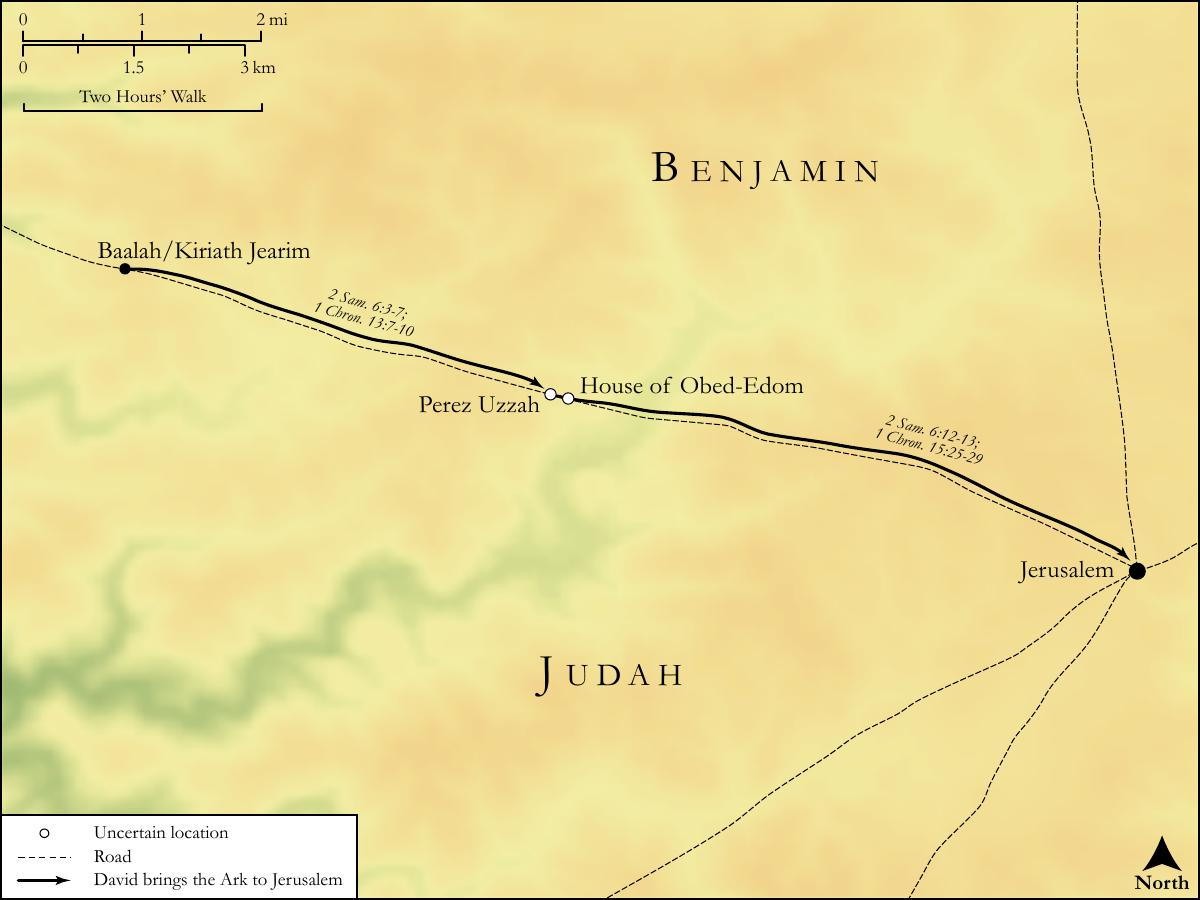 0 1 2 mi
0 1.5 3 km
Two Hours’ Walk
BENJAMIN
Baalah/Kiriath Jearim
2 Sam. 6:3-7;
1 Chron. 13:7-10
House of Obed-Edom
Perez Uzzah
2 Sam. 6:12-13;
1 Chron. 15:25-29
Jerusalem
JUDAH
Uncertain location
Road
David brings the Ark to Jerusalem
North